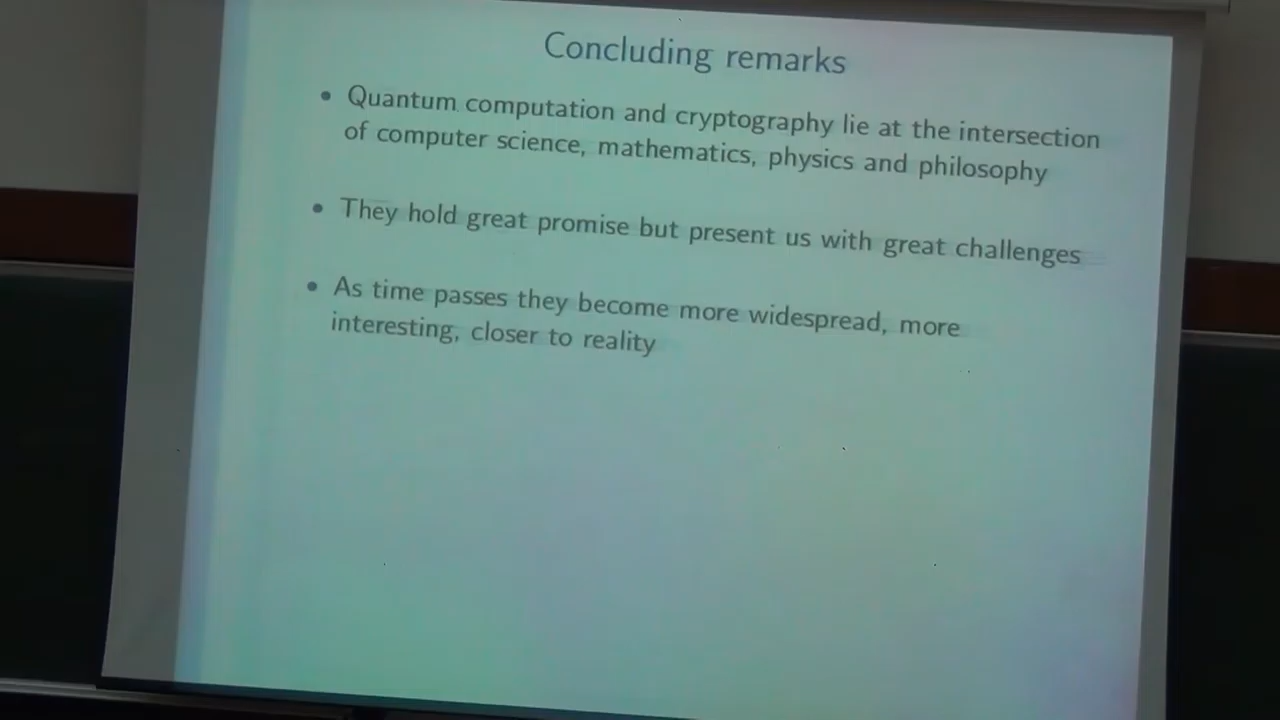 Concluding remarks
• Quantum computation and cryptography lie at the intersection
of computer science, mathematics, physics and philosophy
• They hold great promise but present us with great challenges
• As time passes they become more widespread, more
interesting, closer to reality